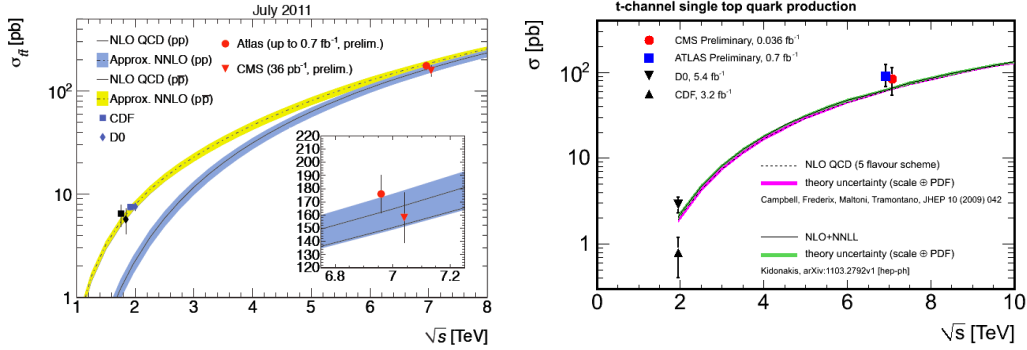 July 2011
σtt̄ [pb]
NLO QCD (pp)
Approx. NNLO (pp)
NLO QCD (pp̄)
Approx. NNLO (pp̄)
CDF
D0
Atlas (up to 0.7 fb⁻¹, prelim.)
CMS (36 pb⁻¹, prelim.)
10²
10
1
220
210
200
190
180
170
160
150
140
130
120
6.8 7 7.2
1 2 3 4 5 6 7 8
√s [TeV]
t-channel single top quark production
σ [pb]
CMS Preliminary, 0.036 fb⁻¹
ATLAS Preliminary, 0.7 fb⁻¹
D0, 5.4 fb⁻¹
CDF, 3.2 fb⁻¹
10²
10
1
NLO QCD (5 flavour scheme)
theory uncertainty (scale ⊕ PDF)
Campbell, Frederix, Maltoni, Tramontano, JHEP 10 (2009) 042
NLO+NNLL
theory uncertainty (scale ⊕ PDF)
Kidonakis, arXiv:1103.2792v1 [hep-ph]
0 2 4 6 8 10
√s [TeV]